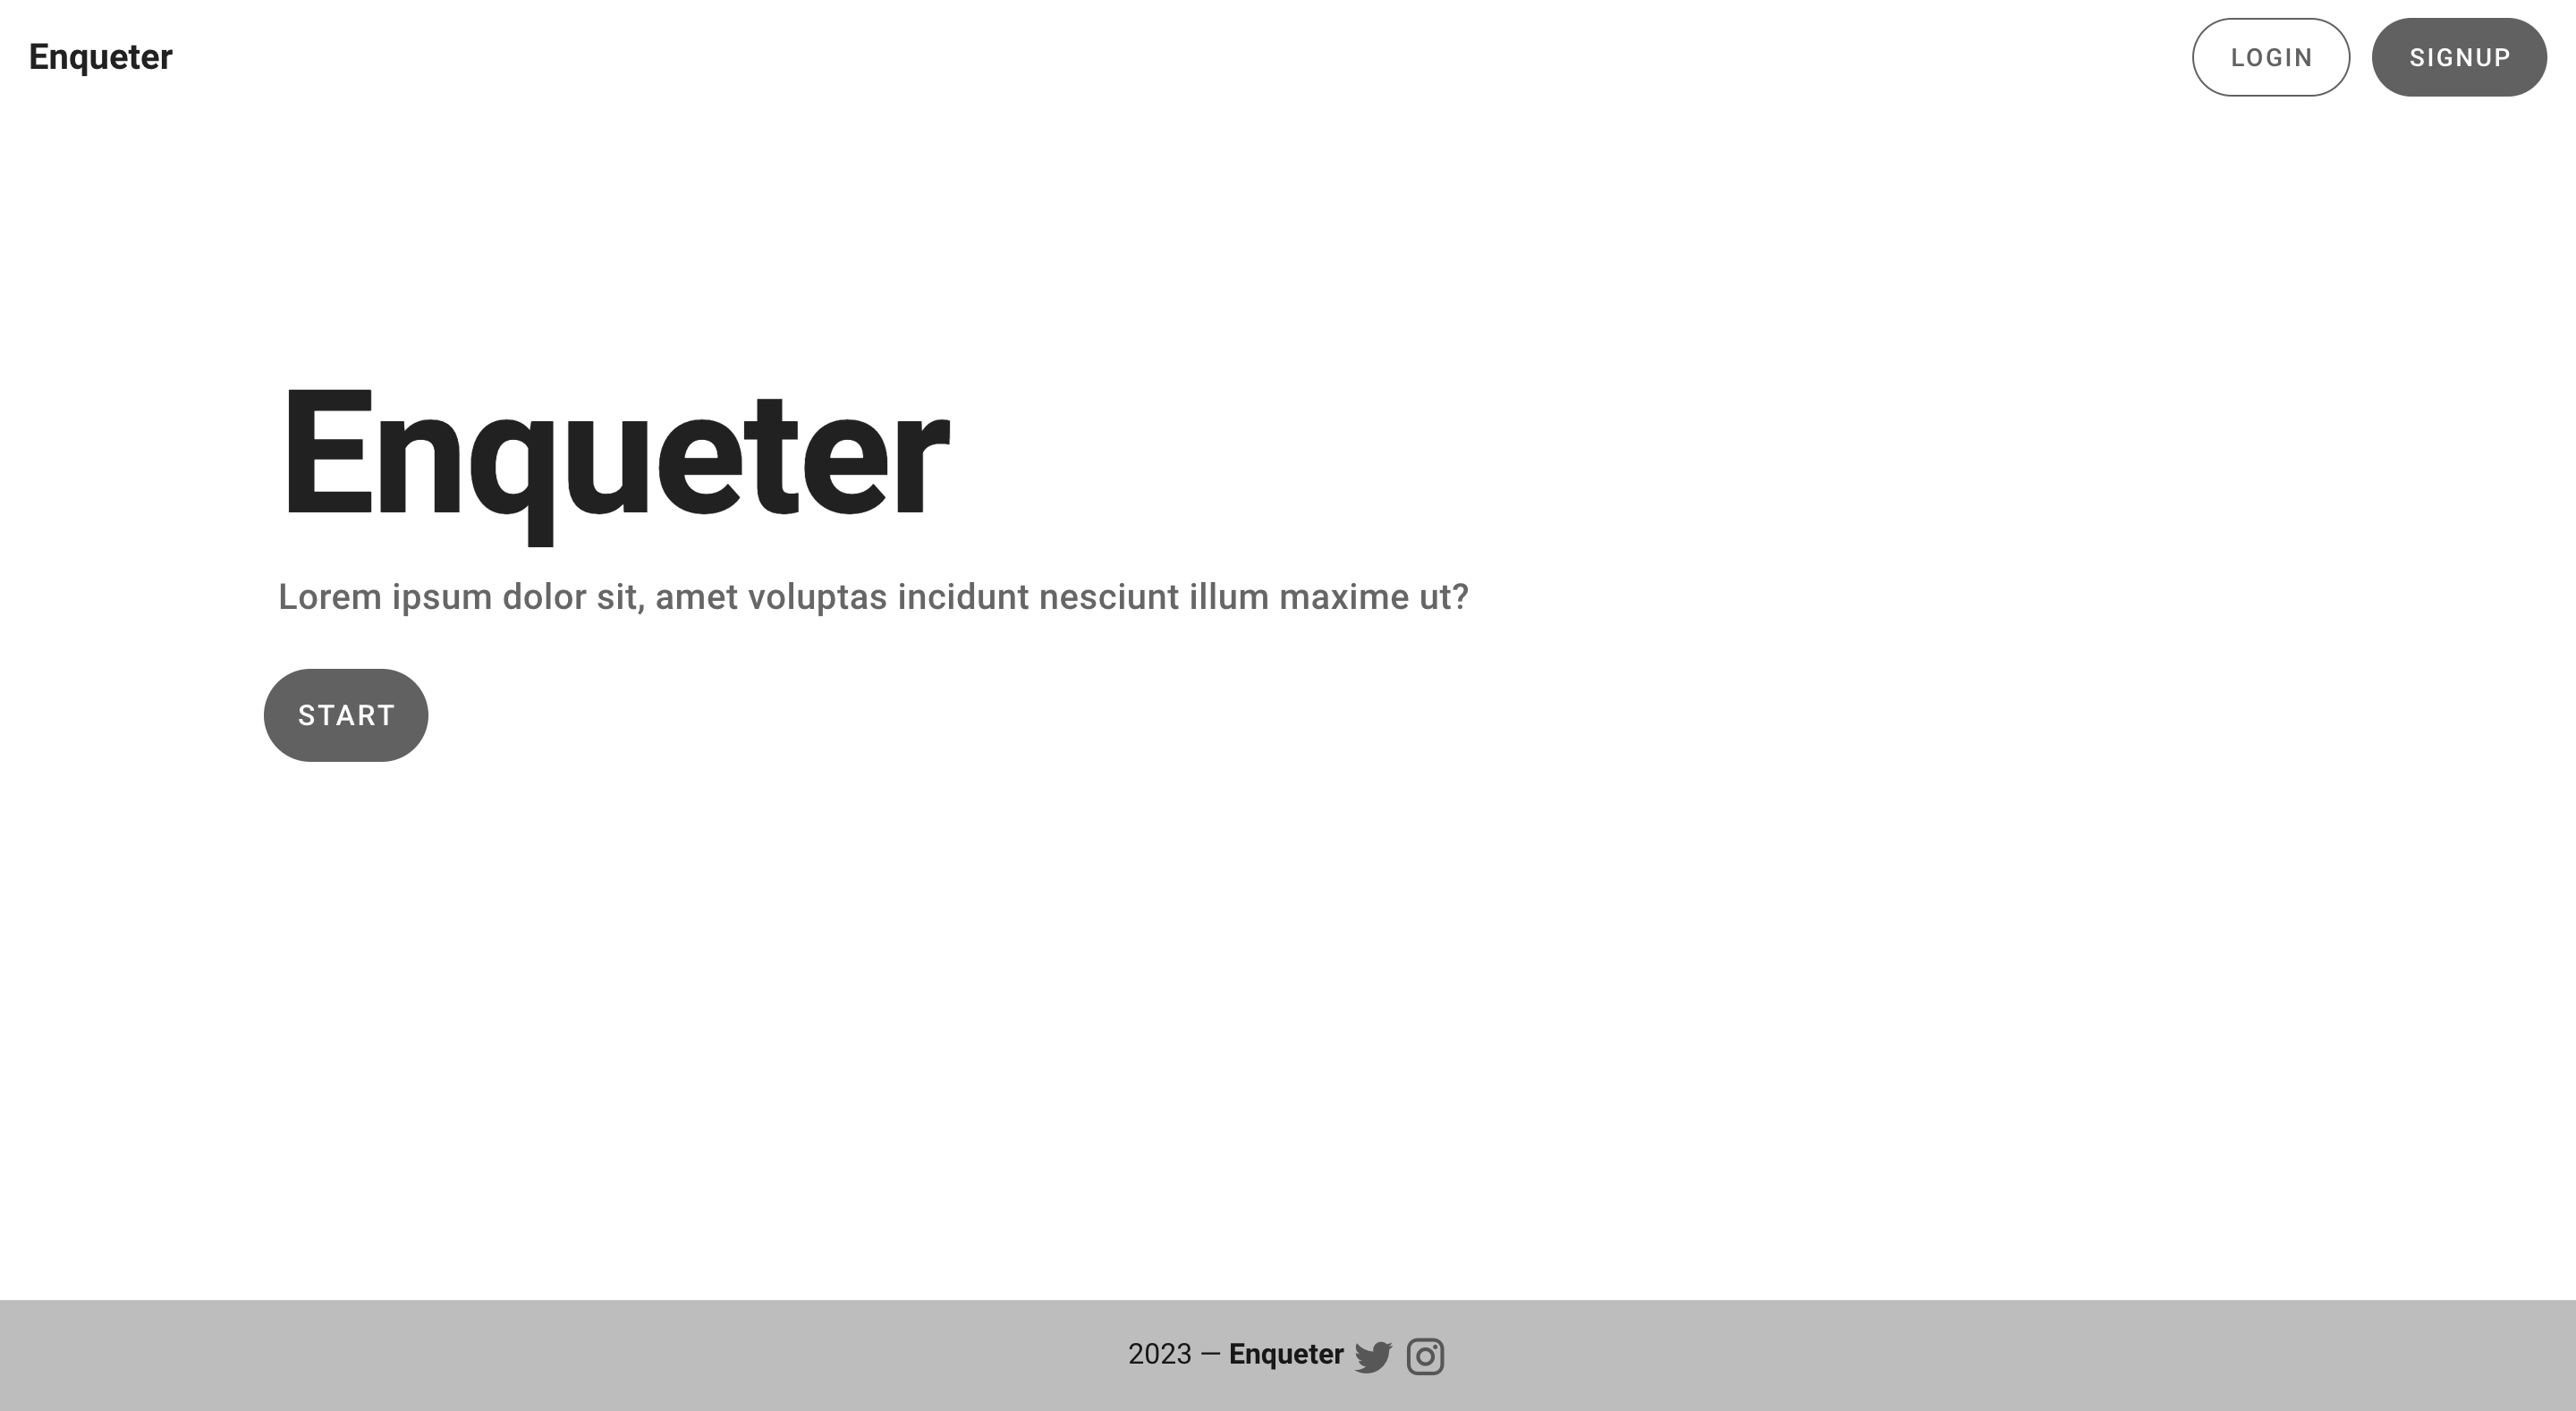 Enqueter
LOGIN
SIGNUP
Enqueter
Lorem ipsum dolor sit, amet voluptas incidunt nesciunt illum maxime ut?
START
2023 — Enqueter